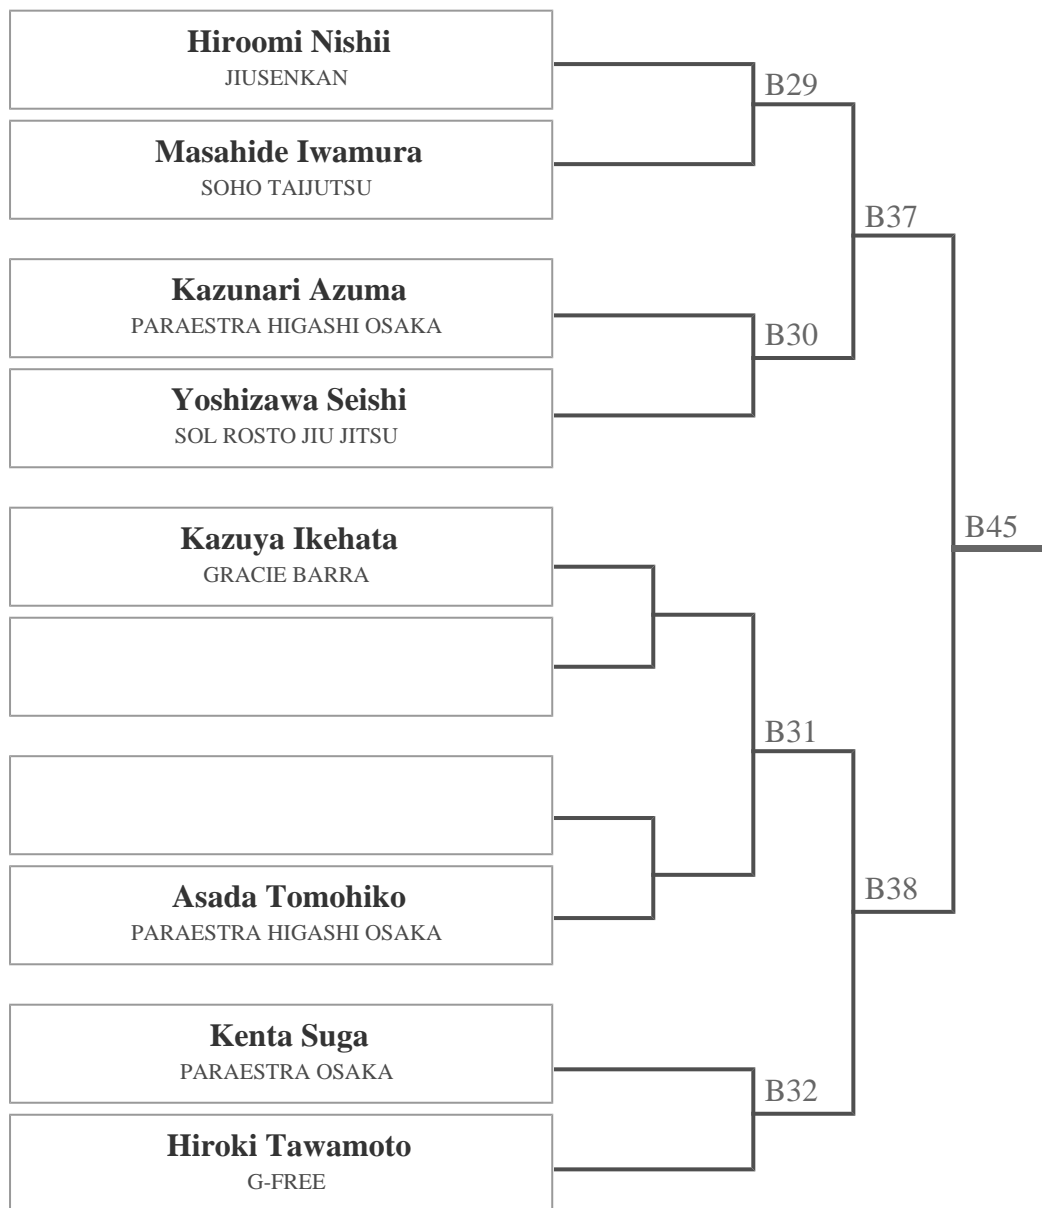 Hiroomi Nishii
JIUSENKAN
B29
Masahide Iwamura
SOHO TAIJUTSU
B37
Kazunari Azuma
PARAESTRA HIGASHI OSAKA
B30
Yoshizawa Seishi
SOL ROSTO JIU JITSU
Kazuya Ikehata
GRACIE BARRA
B45
B31
Asada Tomohiko
PARAESTRA HIGASHI OSAKA
B38
Kenta Suga
PARAESTRA OSAKA
B32
Hiroki Tawamoto
G-FREE